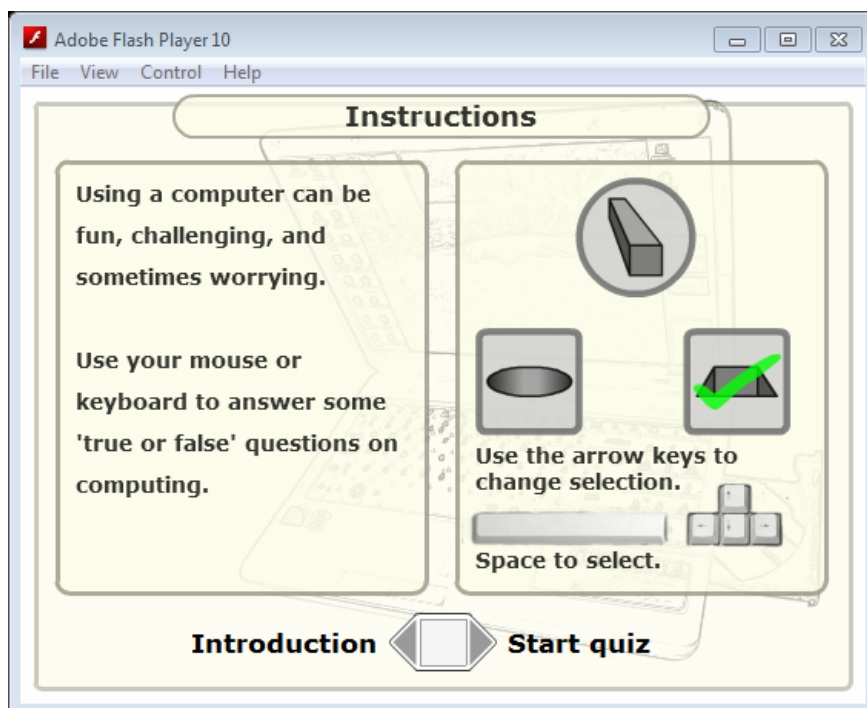 Adobe Flash Player 10
File View Control Help
Instructions
Using a computer can be
fun, challenging, and
sometimes worrying.
Use your mouse or
keyboard to answer some
'true or false' questions on
computing.
Use the arrow keys to
change selection.
Space to select.
Introduction
Start quiz